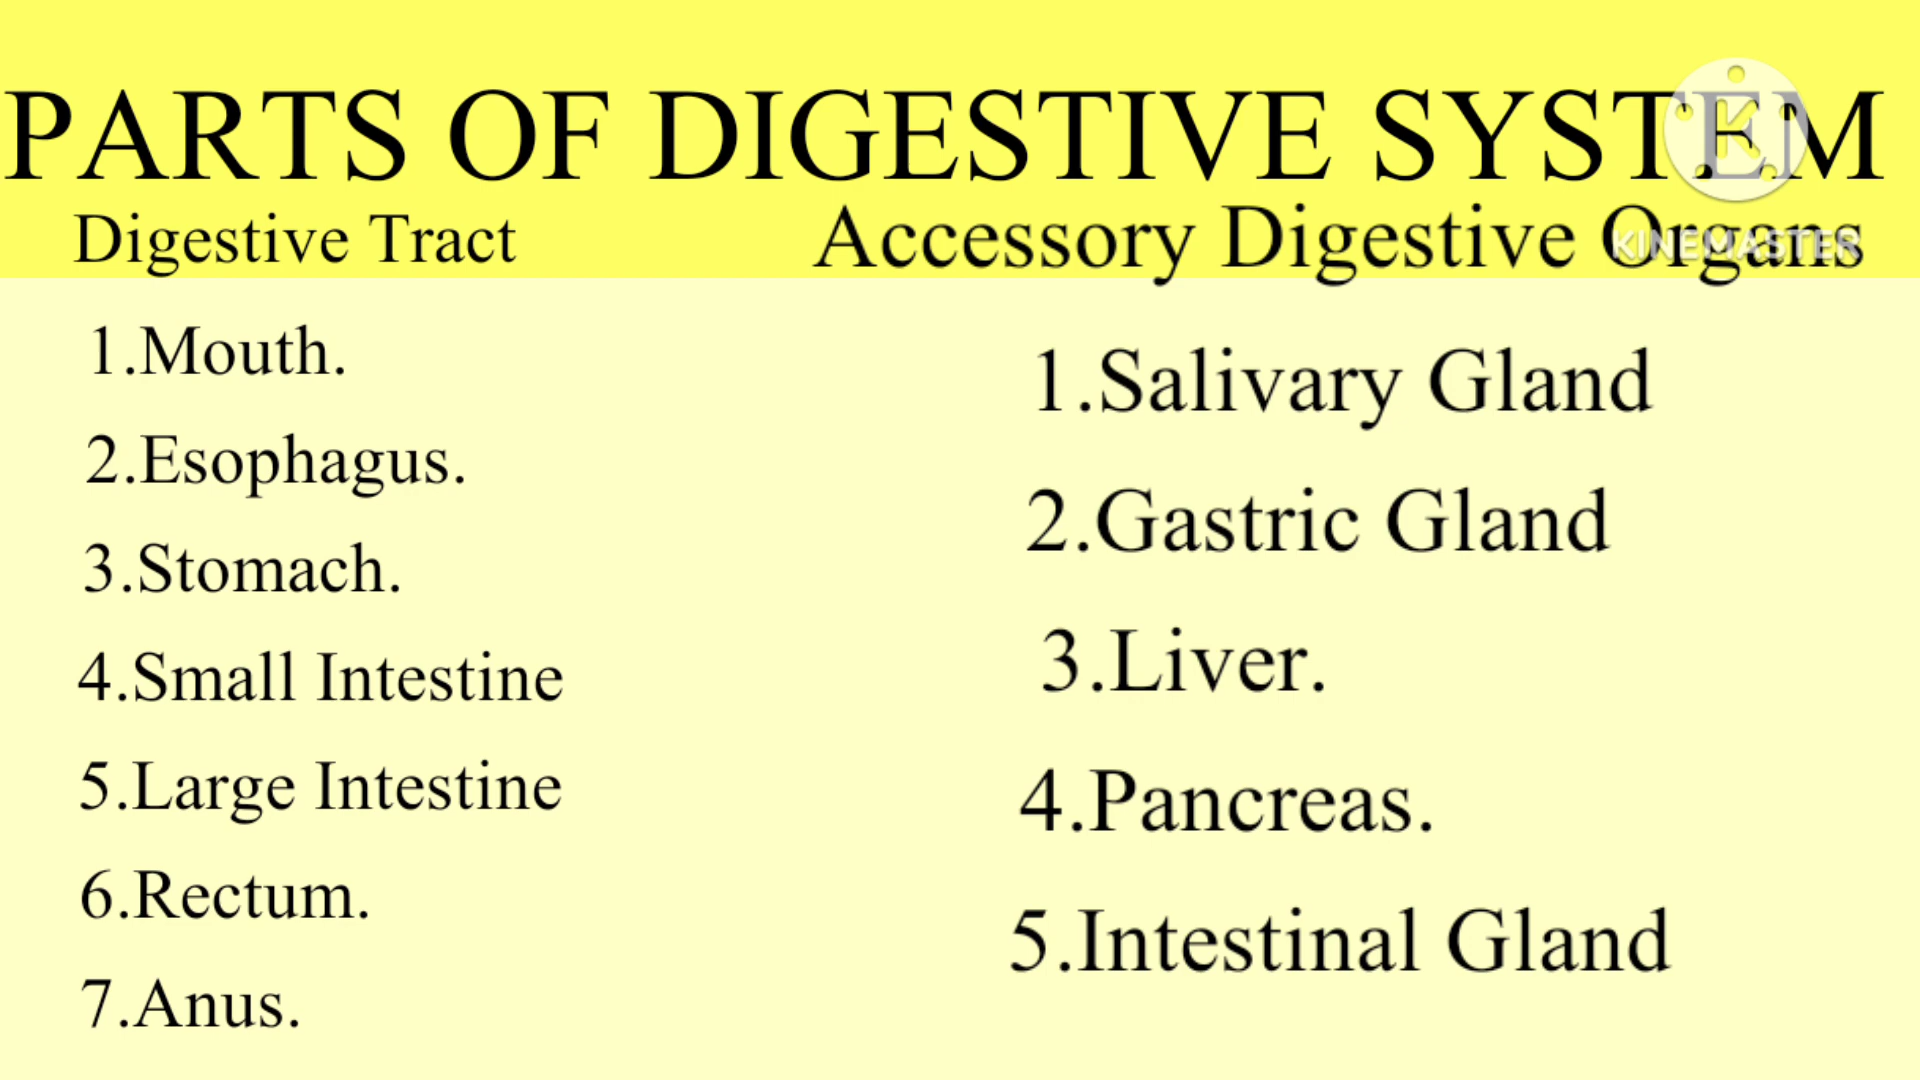 PARTS OF DIGESTIVE SYSTEM
Digestive Tract
1.Mouth.
2.Esophagus.
3.Stomach.
4.Small Intestine
5.Large Intestine
6.Rectum.
7.Anus.
Accessory Digestive Organs
1.Salivary Gland
2.Gastric Gland
3.Liver.
4.Pancreas.
5.Intestinal Gland
K
KINEMASTER